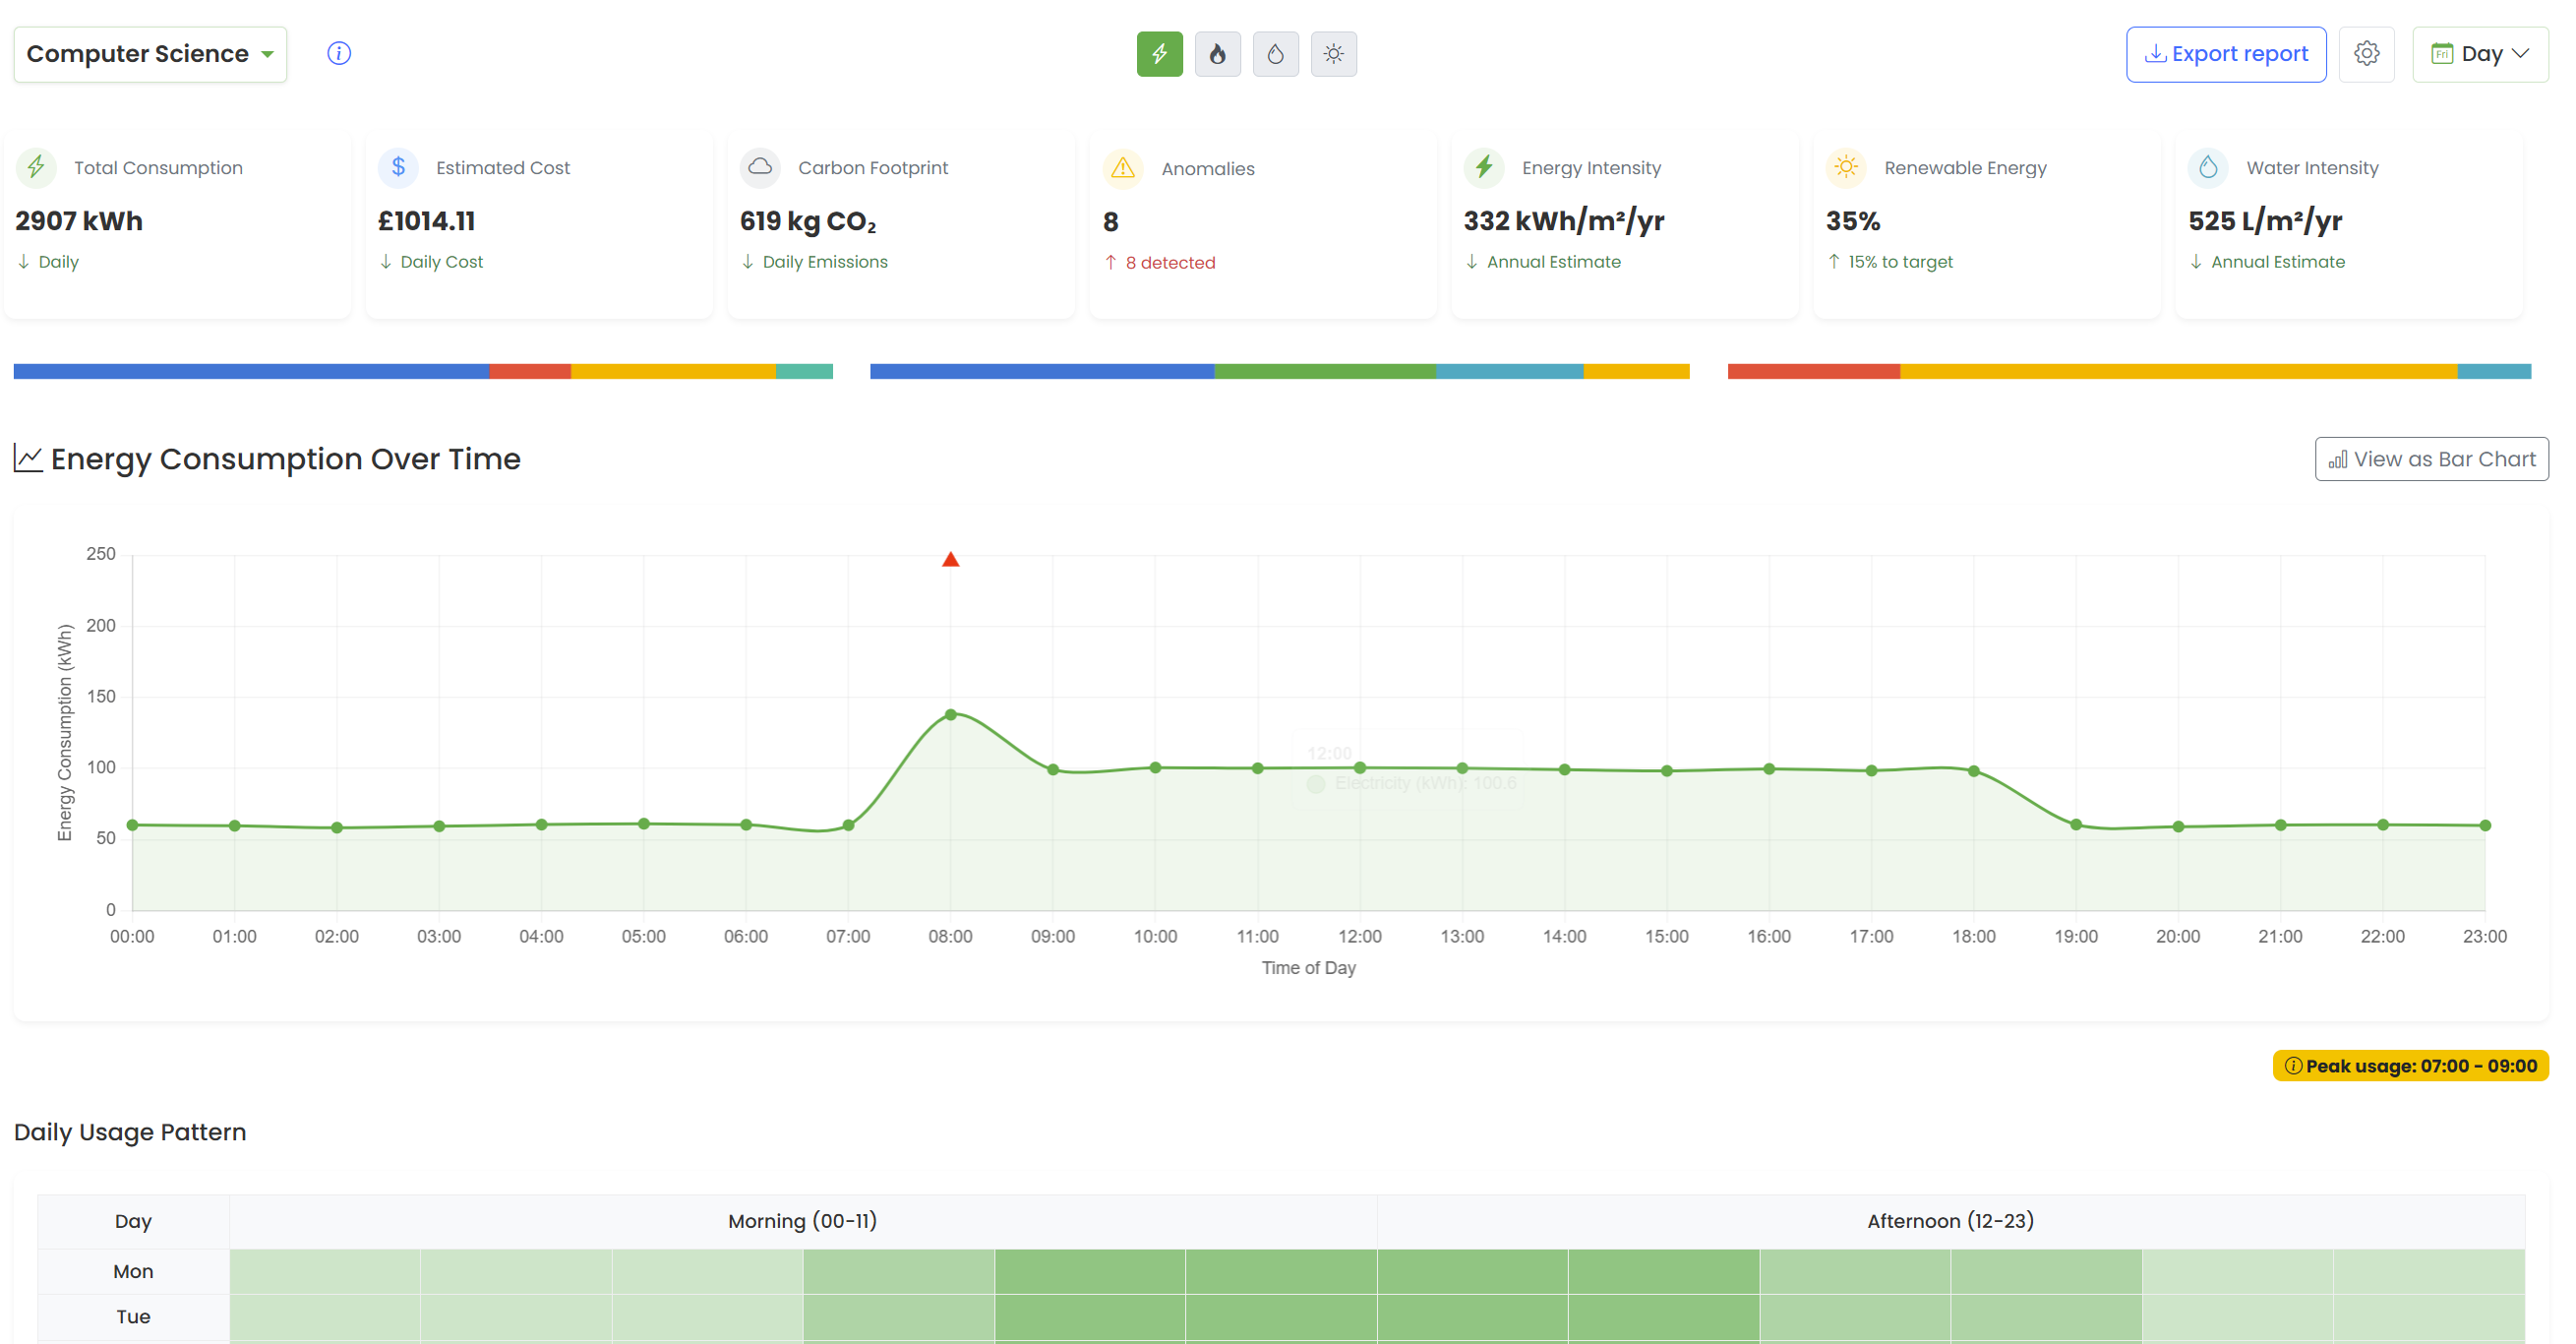 Computer Science
Export report
Fri
Day
Total Consumption
2907 kWh
↓ Daily
$ Estimated Cost
£1014.11
↓ Daily Cost
Carbon Footprint
619 kg CO₂
↓ Daily Emissions
Anomalies
8
↑ 8 detected
Energy Intensity
332 kWh/m²/yr
↓ Annual Estimate
Renewable Energy
35%
↑ 15% to target
Water Intensity
525 L/m²/yr
↓ Annual Estimate
Energy Consumption Over Time
View as Bar Chart
Energy Consumption (kWh)
250
200
150
100
50
0
12:00
Electricity (kWh): 100.6
00:00 01:00 02:00 03:00 04:00 05:00 06:00 07:00 08:00 09:00 10:00 11:00 12:00 13:00 14:00 15:00 16:00 17:00 18:00 19:00 20:00 21:00 22:00 23:00
Time of Day
Peak usage: 07:00 - 09:00
Daily Usage Pattern
Day Morning (00-11) Afternoon (12-23)
Mon
Tue